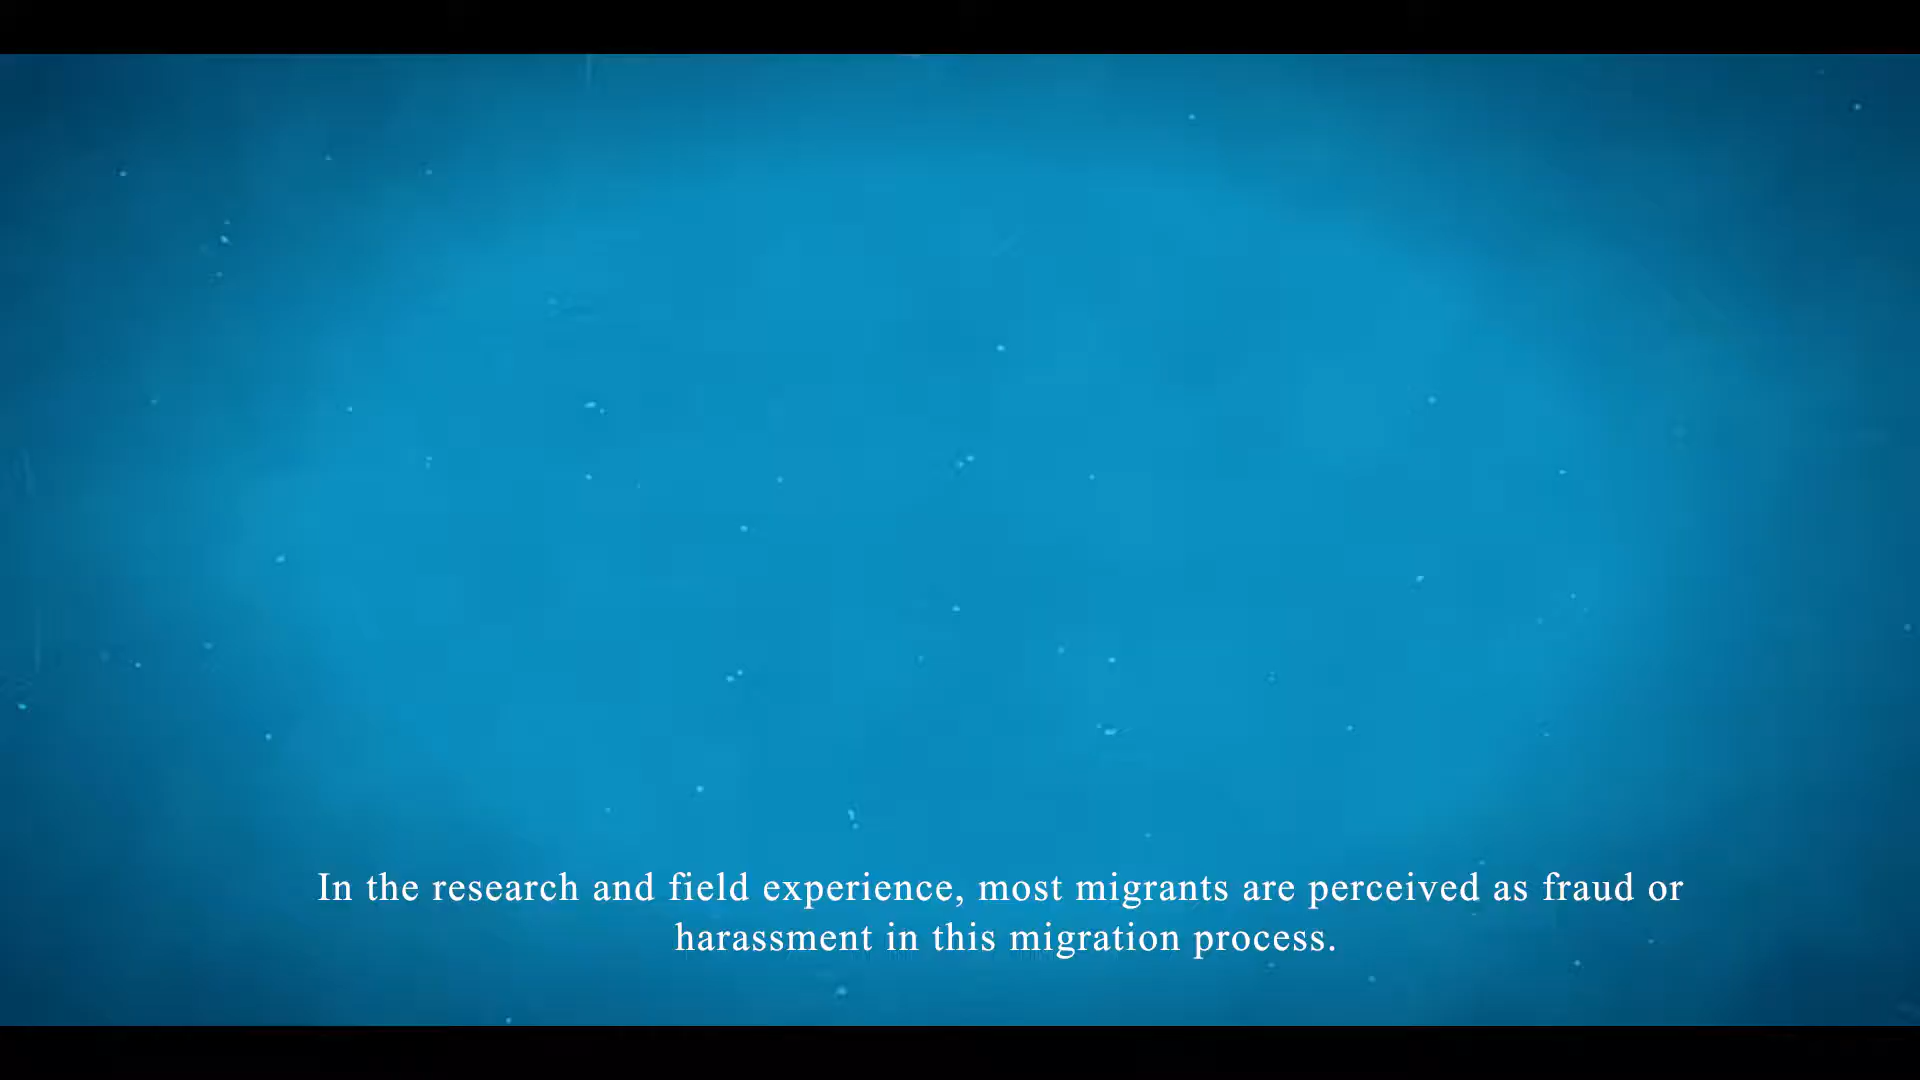 In the research and field experience, most migrants are perceived as fraud or
harassment in this migration process.